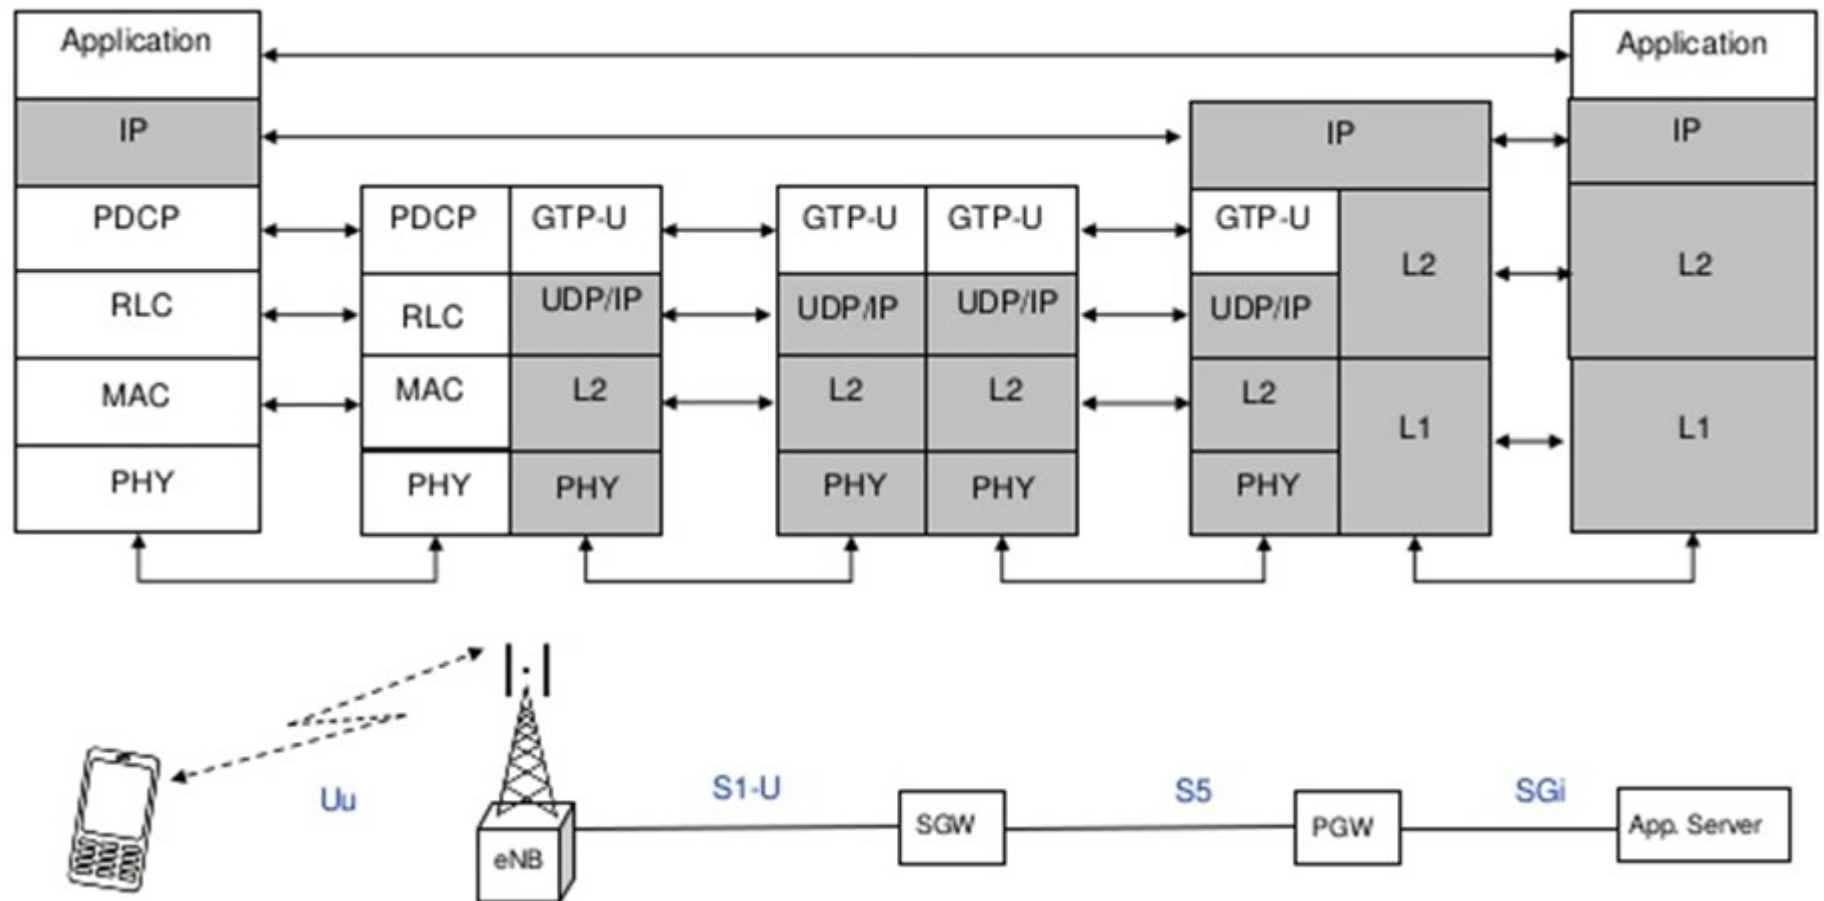 Application
Application
IP
IP
IP
PDCP
PDCP
GTP-U
GTP-U
GTP-U
GTP-U
L2
L2
RLC
RLC
UDP/IP
UDP/IP
UDP/IP
UDP/IP
MAC
MAC
L2
L2
L2
L2
L1
L1
PHY
PHY
PHY
PHY
PHY
PHY
Uu
S1-U
S5
SGi
eNB
SGW
PGW
App. Server